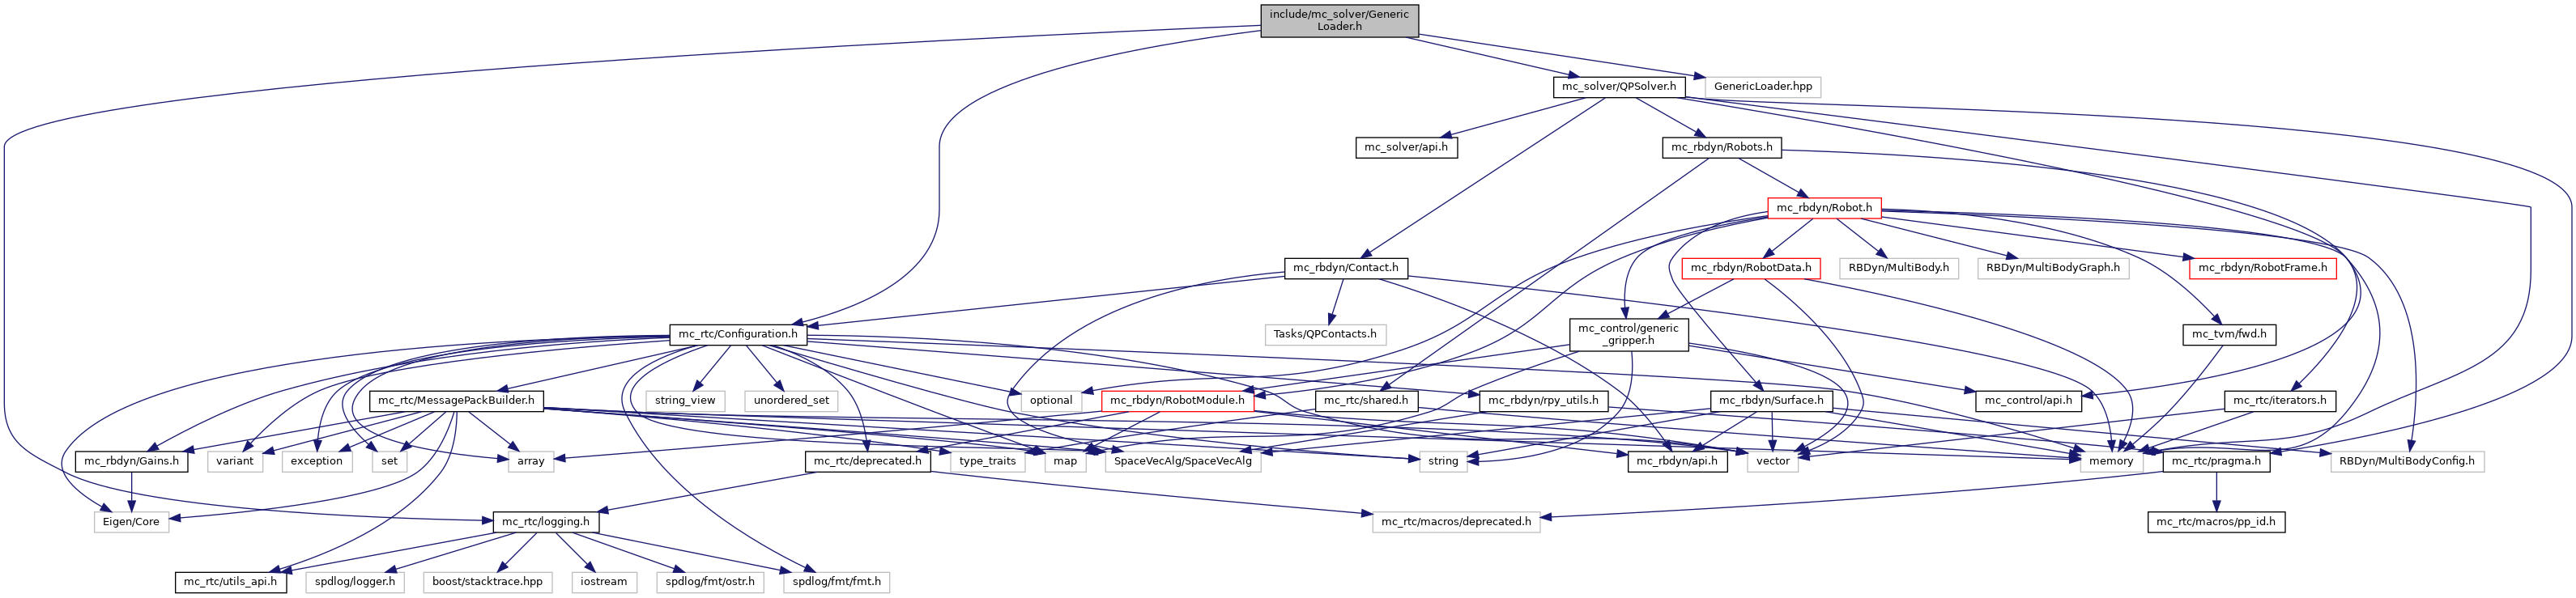 include/mc_solver/Generic
Loader.h
mc_solver/QPSolver.h
GenericLoader.hpp
mc_solver/api.h
mc_rbdyn/Robots.h
mc_rbdyn/Robot.h
mc_rbdyn/Contact.h
mc_rbdyn/RobotData.h
RBDyn/MultiBody.h
RBDyn/MultiBodyGraph.h
mc_rbdyn/RobotFrame.h
mc_rtc/Configuration.h
Tasks/QPContacts.h
mc_control/generic
_gripper.h
mc_tvm/fwd.h
mc_rtc/MessagePackBuilder.h
string_view
unordered_set
optional
mc_rbdyn/RobotModule.h
mc_rtc/shared.h
mc_rbdyn/rpy_utils.h
mc_rbdyn/Surface.h
mc_control/api.h
mc_rtc/iterators.h
mc_rbdyn/Gains.h
variant
exception
set
array
mc_rtc/deprecated.h
type_traits
map
SpaceVecAlg/SpaceVecAlg
string
mc_rbdyn/api.h
vector
memory
mc_rtc/pragma.h
RBDyn/MultiBodyConfig.h
Eigen/Core
mc_rtc/logging.h
mc_rtc/macros/deprecated.h
mc_rtc/macros/pp_id.h
mc_rtc/utils_api.h
spdlog/logger.h
boost/stacktrace.hpp
iostream
spdlog/fmt/ostr.h
spdlog/fmt/fmt.h